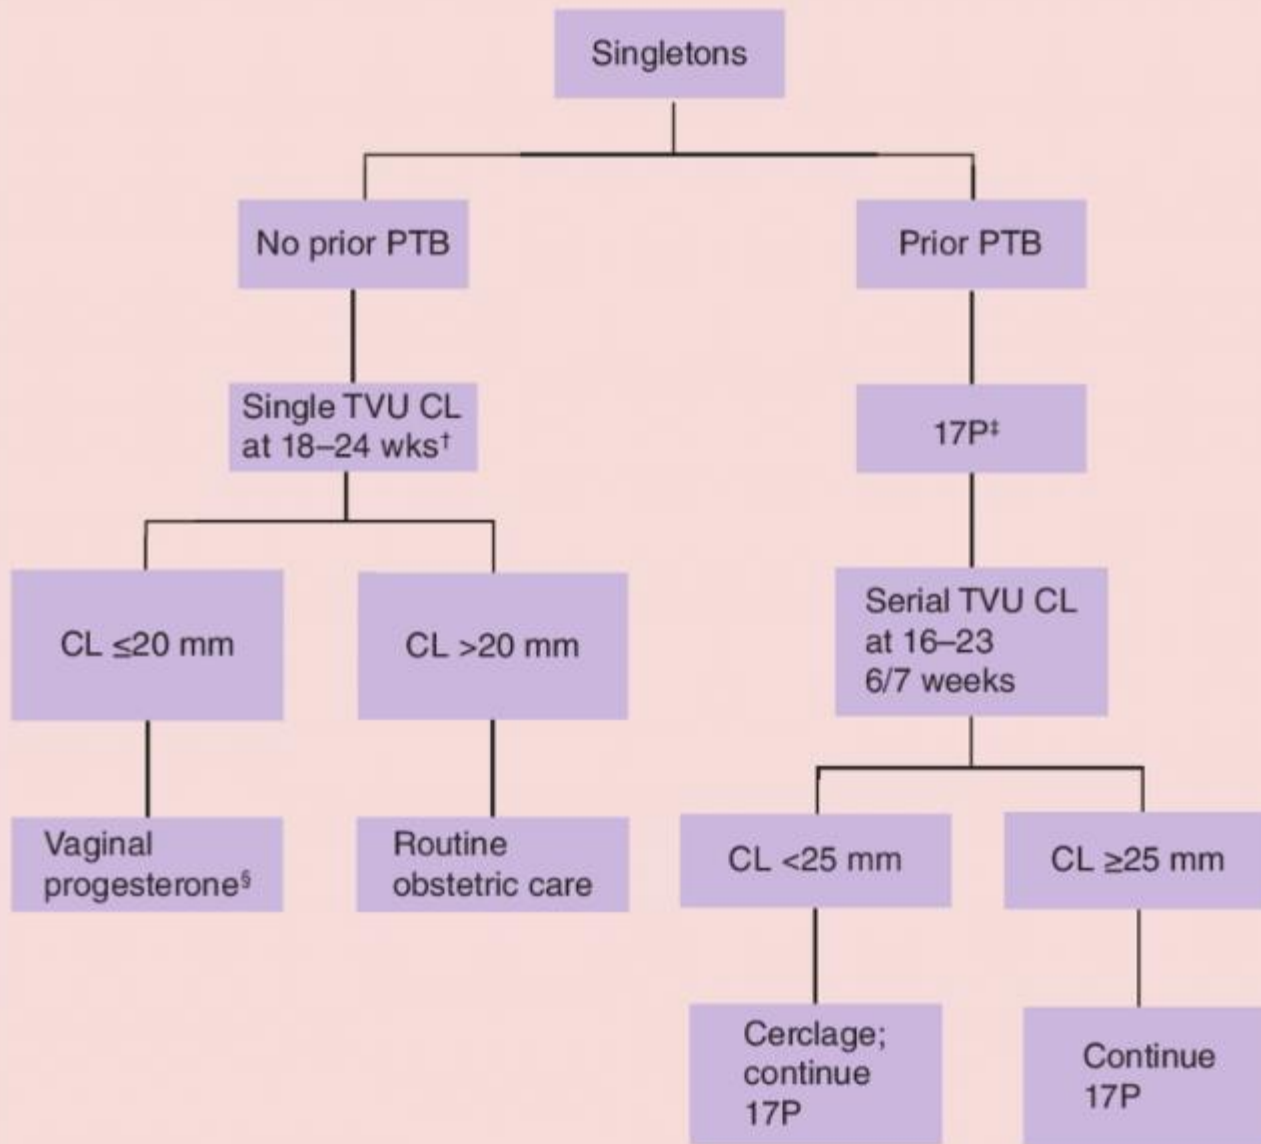 Singletons
No prior PTB
Prior PTB
Single TVU CL
at 18–24 wks†
17P‡
CL ≤20 mm
CL >20 mm
Serial TVU CL
at 16–23
6/7 weeks
Vaginal
progesterone§
Routine
obstetric care
CL <25 mm
CL ≥25 mm
Cerclage;
continue
17P
Continue
17P